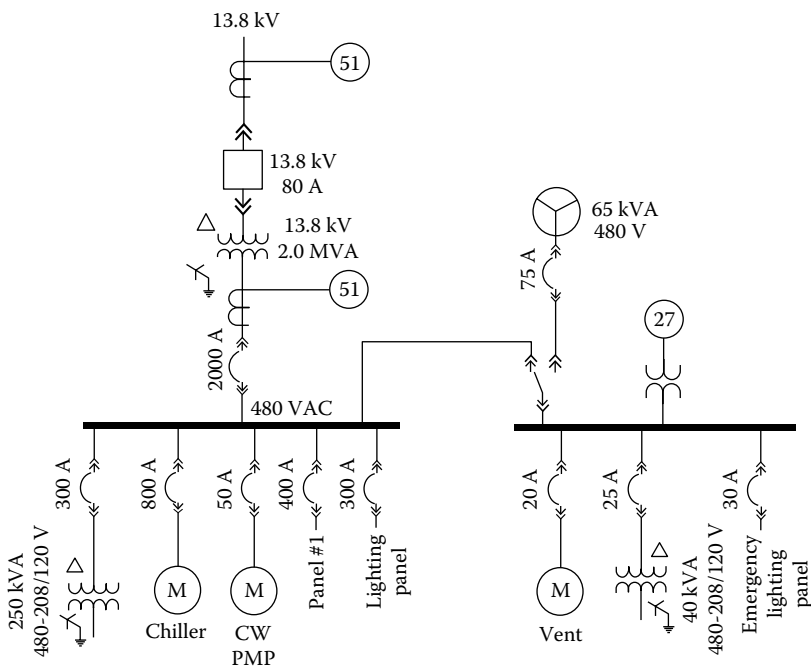 13.8 kV
51
13.8 kV
80 A
13.8 kV
2.0 MVA
51
2000 A
480 VAC
65 kVA
480 V
75 A
27
300 A
800 A
50 A
400 A
300 A
20 A
25 A
30 A
250 kVA
480-208/120 V
M
Chiller
M
CW
PMP
Panel #1
Lighting
panel
M
Vent
40 kVA
480-208/120 V
Emergency
lighting
panel